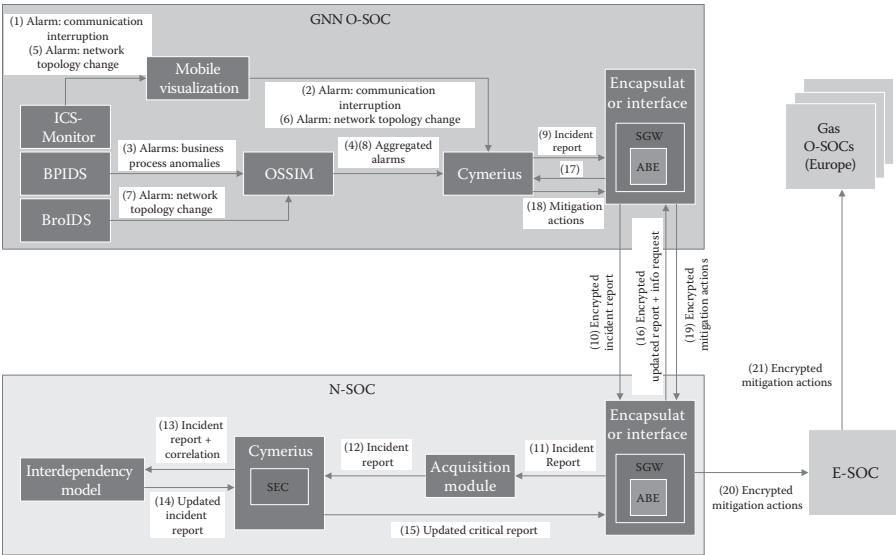 GNN O-SOC
(1) Alarm: communication
interruption
(5) Alarm: network
topology change
Mobile
visualization
(2) Alarm: communication
interruption
(6) Alarm: network topology change
ICS-
Monitor
BPIDS
BroIDS
(3) Alarms: business
process anomalies
(7) Alarm: network
topology change
OSSIM
(4)(8) Aggregated
alarms
Cymerius
(9) Incident
report
(17)
(18) Mitigation
actions
Encapsulat
or interface
SGW
ABE
Gas
O-SOCs
(Europe)
(10) Encrypted
incident report
(16) Encrypted
updated report + info request
(19) Encrypted
mitigation actions
(21) Encrypted
mitigation actions
N-SOC
Interdependency
model
(13) Incident
report +
correlation
(14) Updated
incident
report
Cymerius
SEC
(12) Incident
report
Acquisition
module
(11) Incident
Report
(15) Updated critical report
Encapsulat
or interface
SGW
ABE
(20) Encrypted
mitigation actions
E-SOC